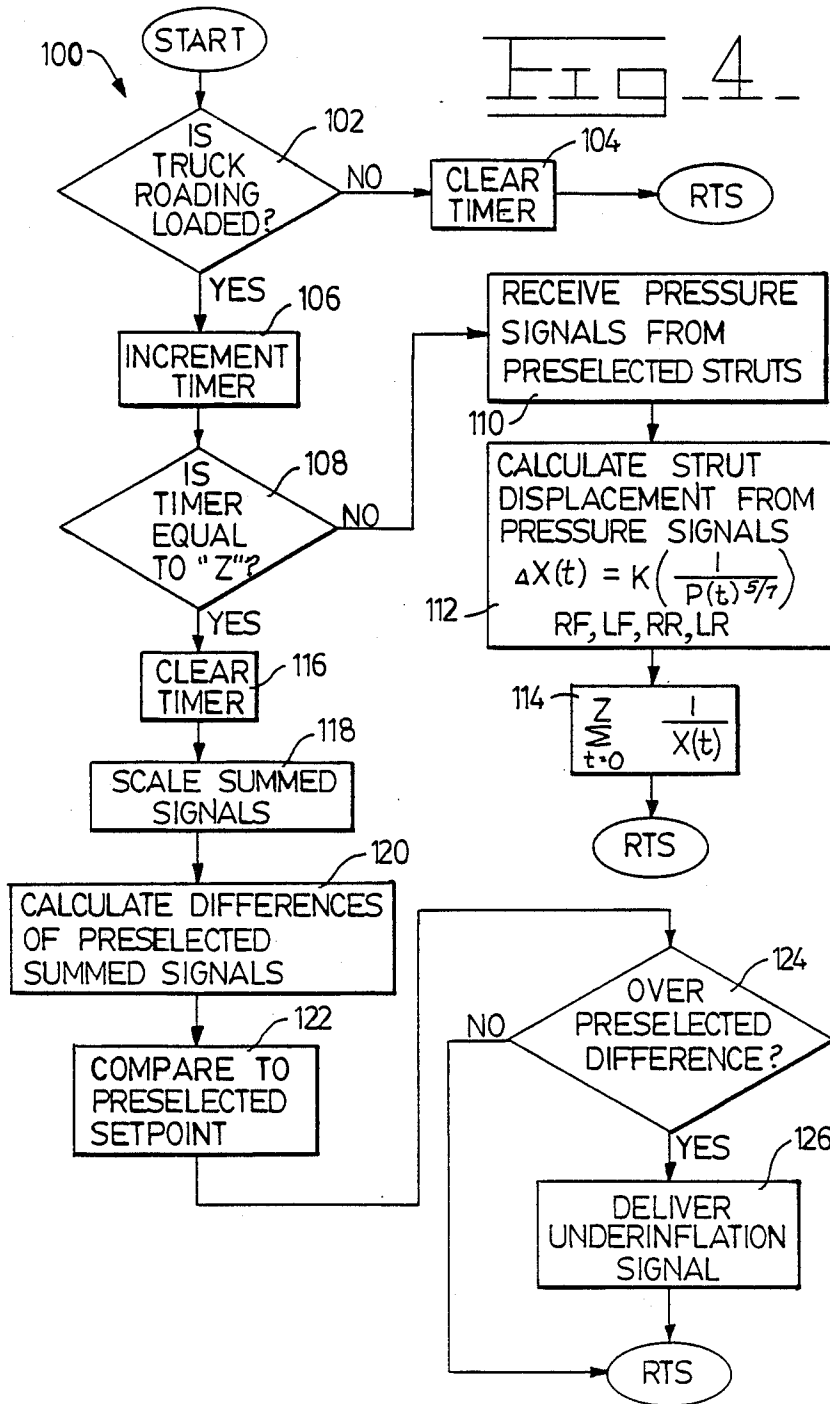 START
Fig_4_
100
102
IS
TRUCK
ROADING
LOADED?
NO
104
CLEAR
TIMER
RTS
YES
106
INCREMENT
TIMER
108
IS
TIMER
EQUAL
TO "Z"?
NO
RECEIVE PRESSURE
SIGNALS FROM
PRESELECTED STRUTS
110
CALCULATE STRUT
DISPLACEMENT FROM
PRESSURE SIGNALS
ΔX(t) = K(1/P(t)^5/7)
RF, LF, RR, LR
112
114
Z
Σ 1/X(t)
t=0
RTS
YES
CLEAR
TIMER
116
118
SCALE SUMMED
SIGNALS
120
CALCULATE DIFFERENCES
OF PRESELECTED
SUMMED SIGNALS
122
COMPARE TO
PRESELECTED
SETPOINT
124
OVER
PRESELECTED
DIFFERENCE?
NO
YES
126
DELIVER
UNDERINFLATION
SIGNAL
RTS